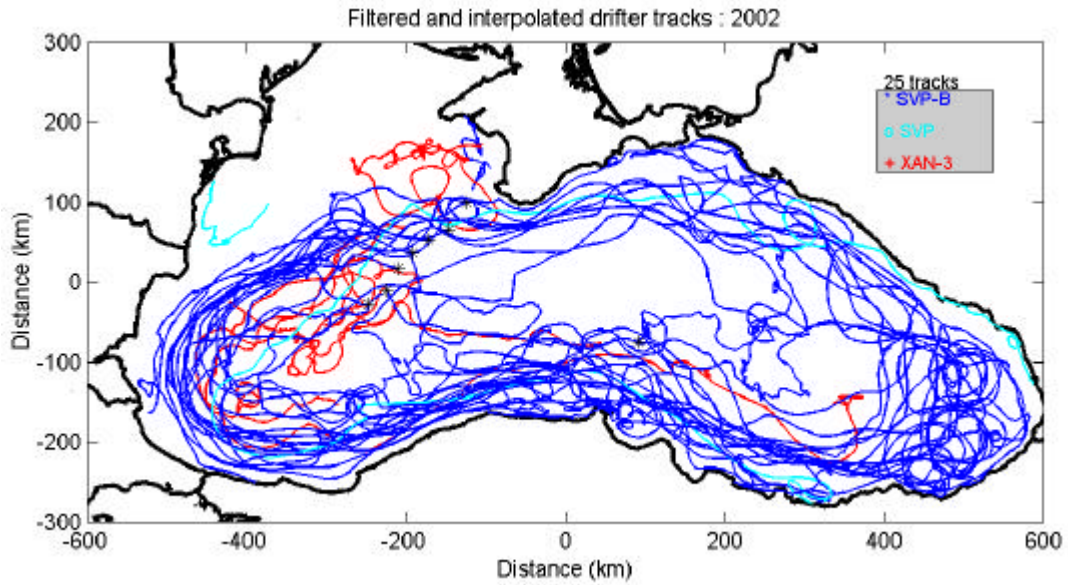 Filtered and interpolated drifter tracks : 2002
300
200
100
0
-100
-200
-300
Distance (km)
25 tracks
* SVP-B
o SVP
+ XAN-3
-600
-400
-200
0
200
400
600
Distance (km)